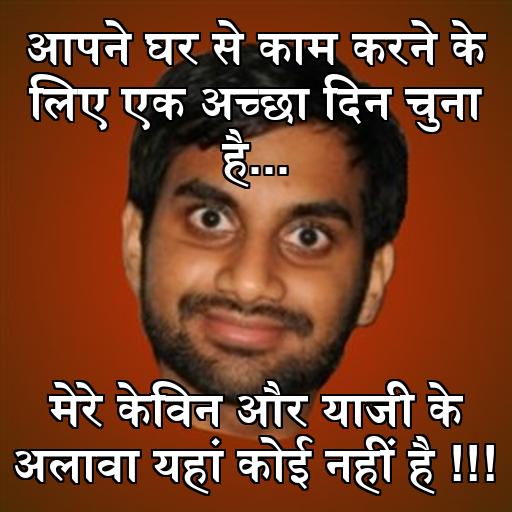 आपने घर से काम करने के
लिए एक अच्छा दिन चुना
है...
मेरे केविन और याजी के
अलावा यहां कोई नहीं है !!!